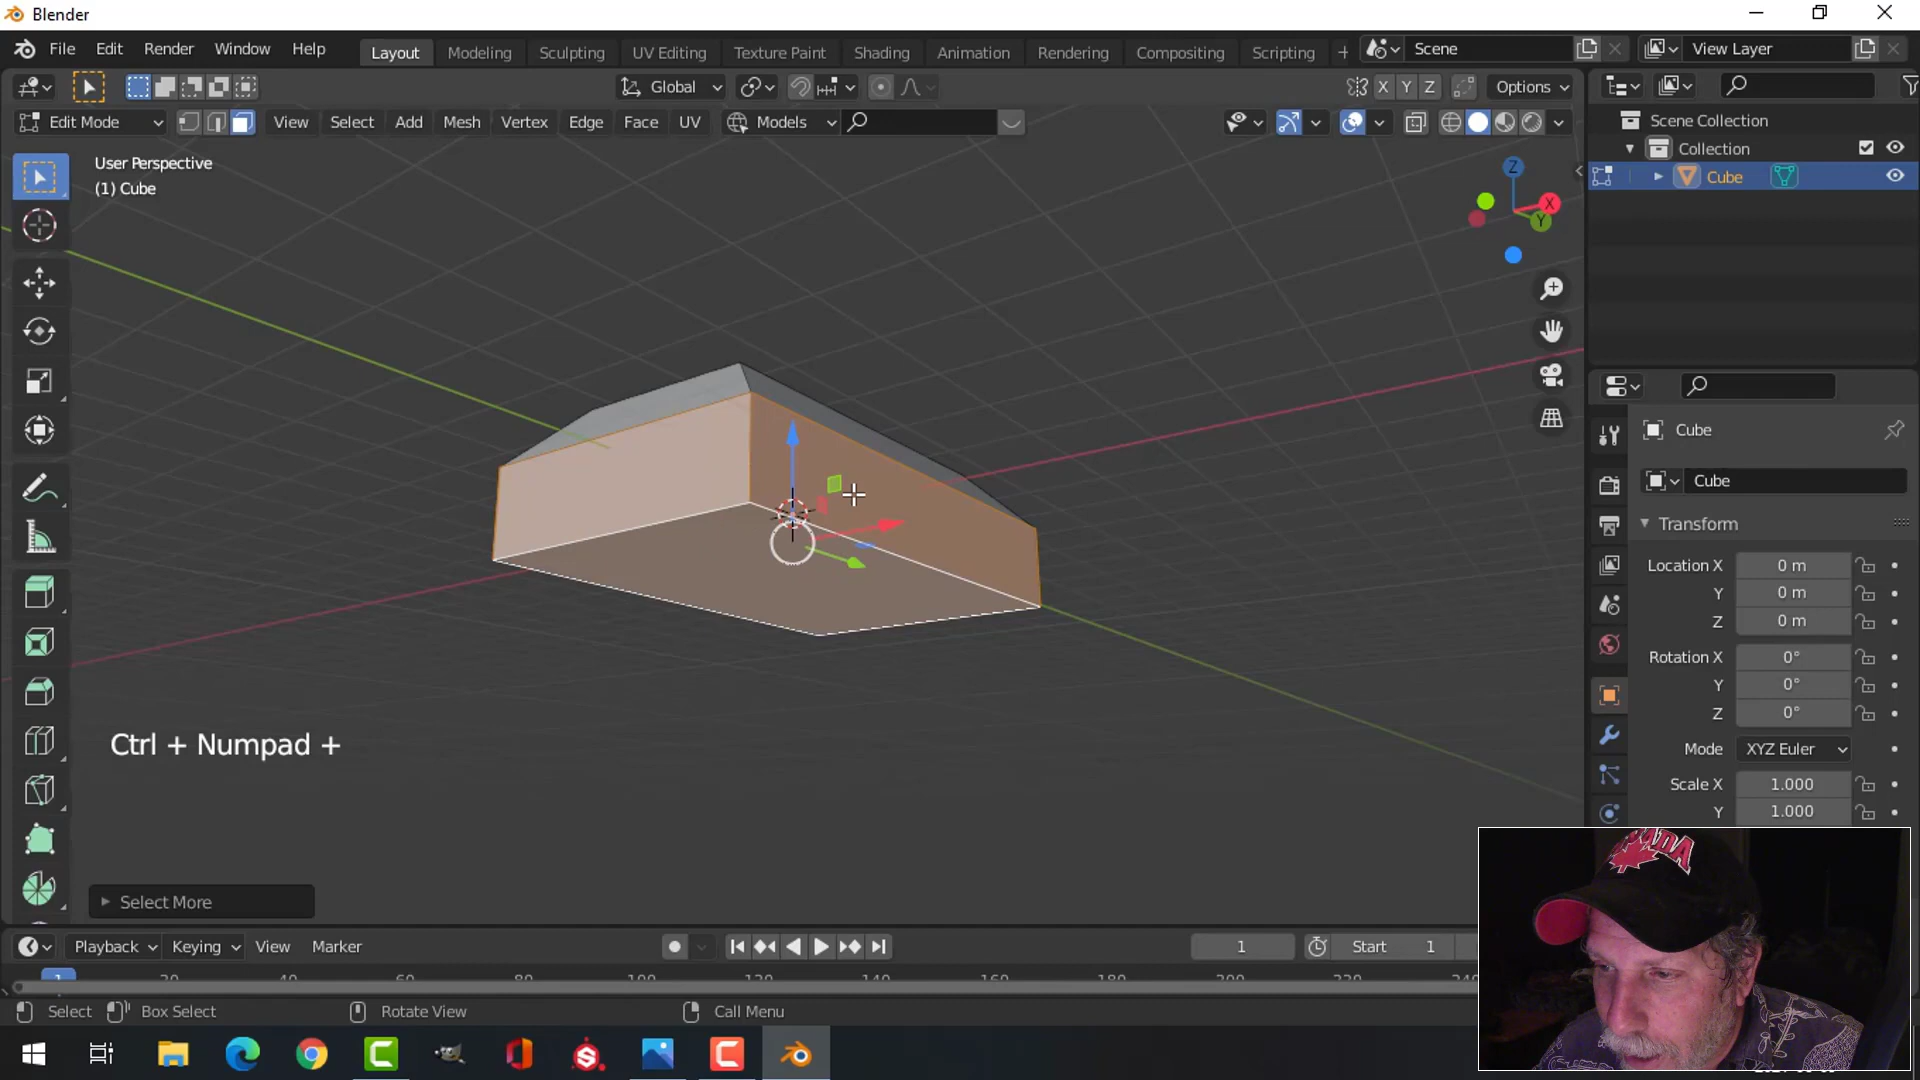 Blender
File Edit Render Window Help Layout Modeling Sculpting UV Editing Texture Paint Shading Animation Rendering Compositing Scripting + Scene View Layer
Global X Y Z Options
Edit Mode View Select Add Mesh Vertex Edge Face UV Models
Scene Collection
Collection
Cube
User Perspective
(1) Cube
Z
X
Y
Cube
Cube
Transform
Location X 0 m
Y 0 m
Z 0 m
Rotation X 0°
Y 0°
Z 0°
Mode XYZ Euler
Scale X 1.000
Y 1.000
Ctrl + Numpad +
Select More
Playback Keying View Marker 1 Start 1
Select Box Select Rotate View Call Menu